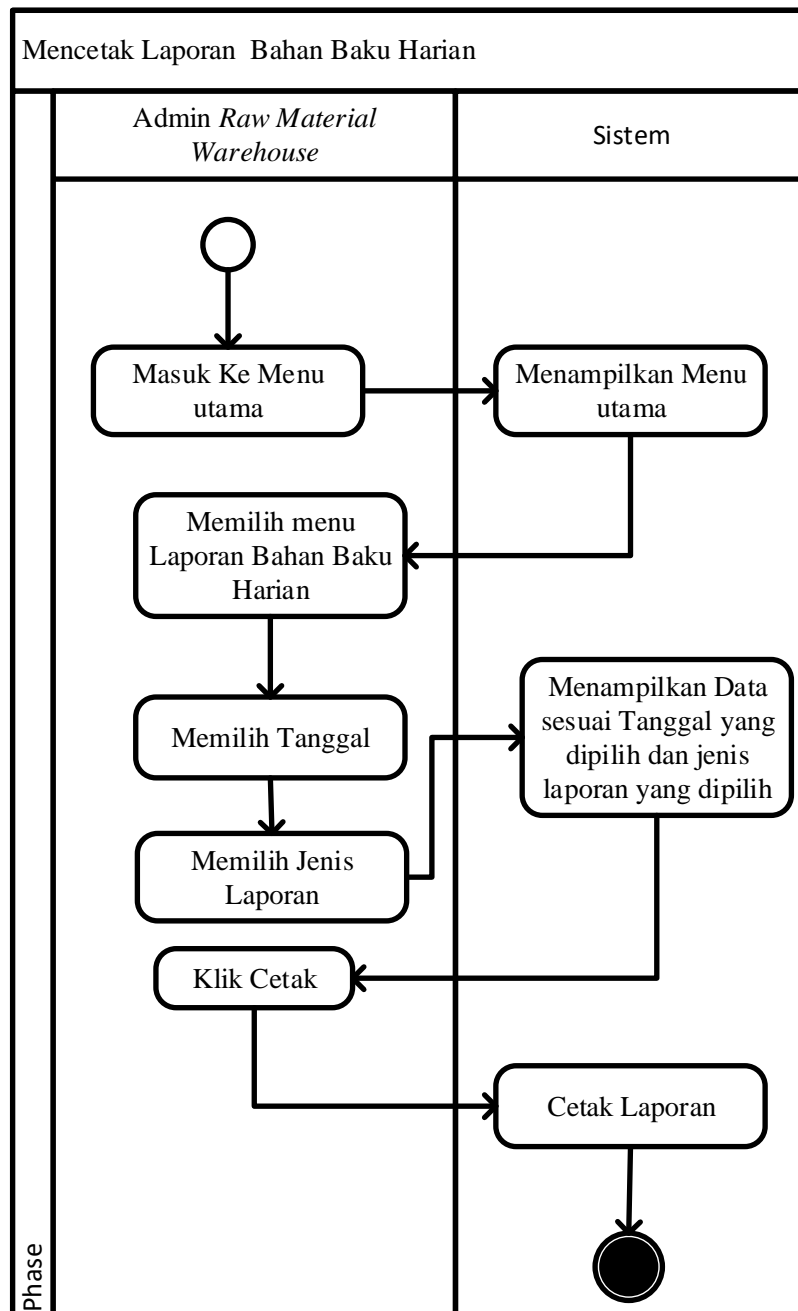 Mencetak Laporan  Bahan Baku Harian
Admin Raw Material
Warehouse
Sistem
Masuk Ke Menu
utama
Menampilkan Menu
utama
Memilih menu
Laporan Bahan Baku
Harian
Memilih Tanggal
Menampilkan Data
sesuai Tanggal yang
dipilih dan jenis
laporan yang dipilih
Memilih Jenis
Laporan
Klik Cetak
Cetak Laporan
Phase